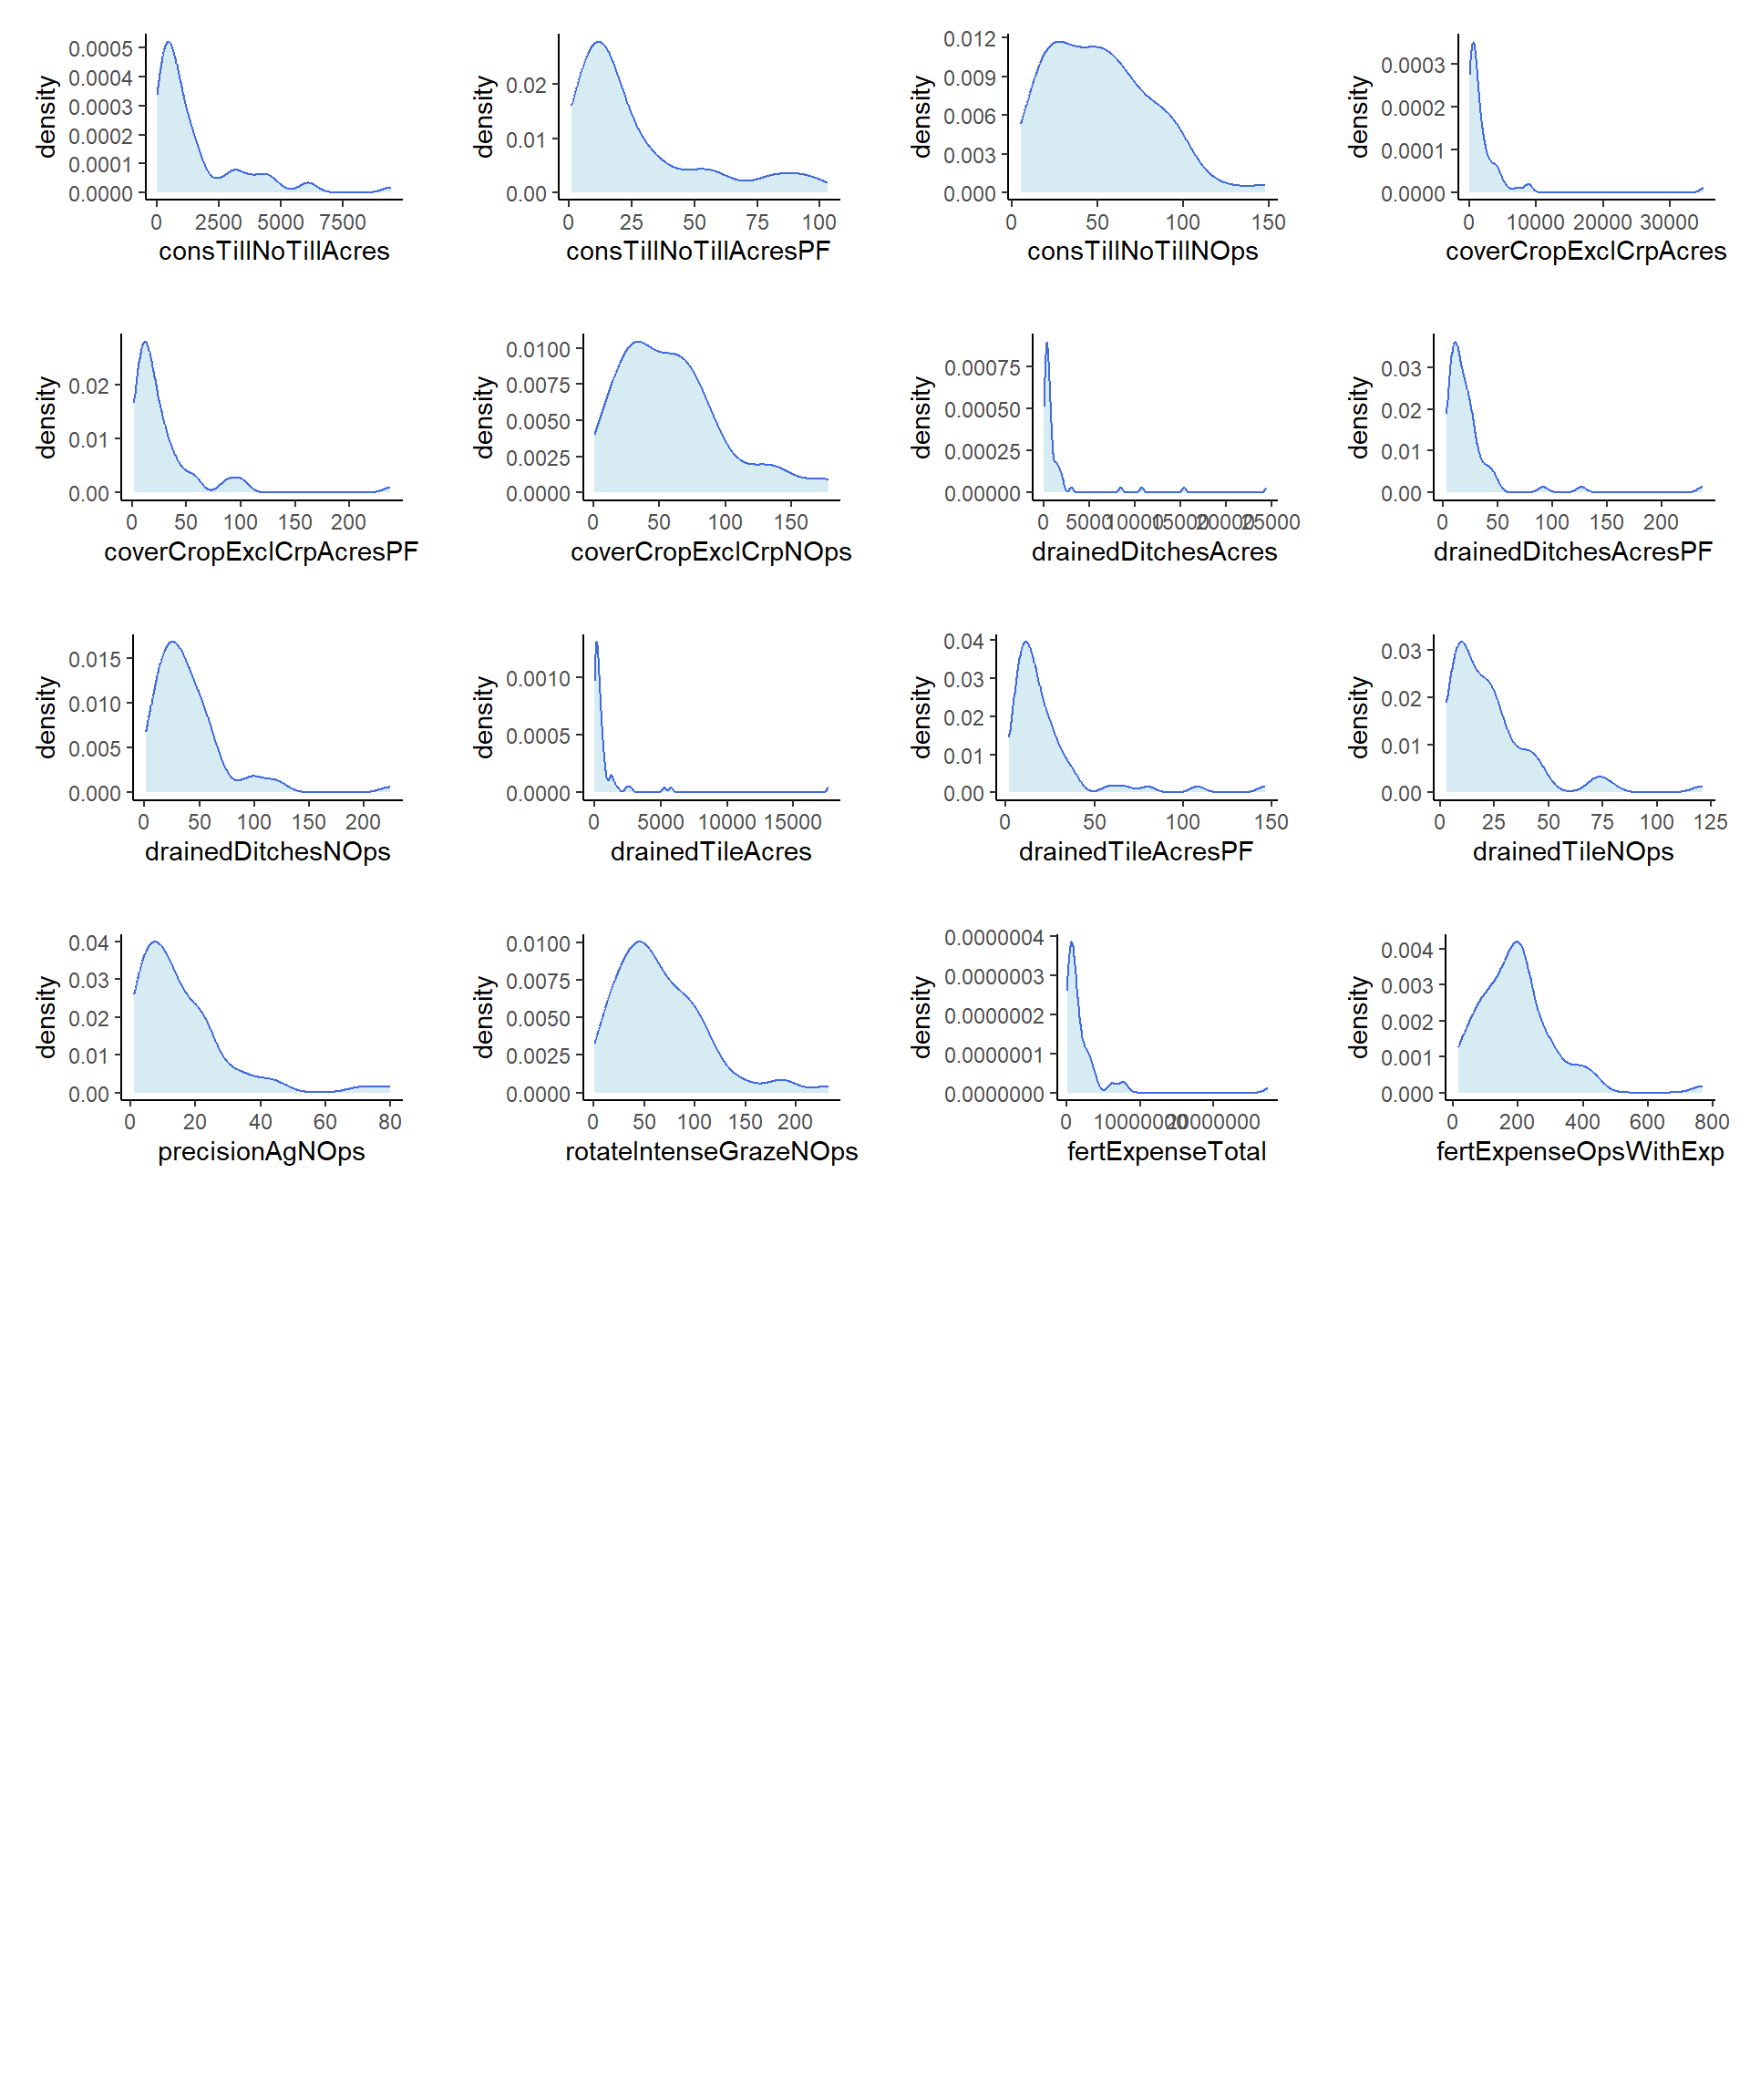 density
0.0005
0.0004
0.0003
0.0002
0.0001
0.0000
0 2500 5000 7500
consTillNoTillAcres
density
0.02
0.01
0.00
0 25 50 75 100
consTillNoTillAcresPF
density
0.012
0.009
0.006
0.003
0.000
0 50 100 150
consTillNoTillNOps
density
0.0003
0.0002
0.0001
0.0000
0 10000 20000 30000
coverCropExclCrpAcres
density
0.02
0.01
0.00
0 50 100 150 200
coverCropExclCrpAcresPF
density
0.0100
0.0075
0.0050
0.0025
0.0000
0 50 100 150
coverCropExclCrpNOps
density
0.00075
0.00050
0.00025
0.00000
0 5000 10000 15000 20000 25000
drainedDitchesAcres
density
0.03
0.02
0.01
0.00
0 50 100 150 200
drainedDitchesAcresPF
density
0.015
0.010
0.005
0.000
0 50 100 150 200
drainedDitchesNOps
density
0.0010
0.0005
0.0000
0 5000 10000 15000
drainedTileAcres
density
0.04
0.03
0.02
0.01
0.00
0 50 100 150
drainedTileAcresPF
density
0.03
0.02
0.01
0.00
0 25 50 75 100 125
drainedTileNOps
density
0.04
0.03
0.02
0.01
0.00
0 20 40 60 80
precisionAgNOps
density
0.0100
0.0075
0.0050
0.0025
0.0000
0 50 100 150 200
rotateIntenseGrazeNOps
density
0.0000004
0.0000003
0.0000002
0.0000001
0.0000000
0 10000000 20000000
fertExpenseTotal
density
0.004
0.003
0.002
0.001
0.000
0 200 400 600 800
fertExpenseOpsWithExp